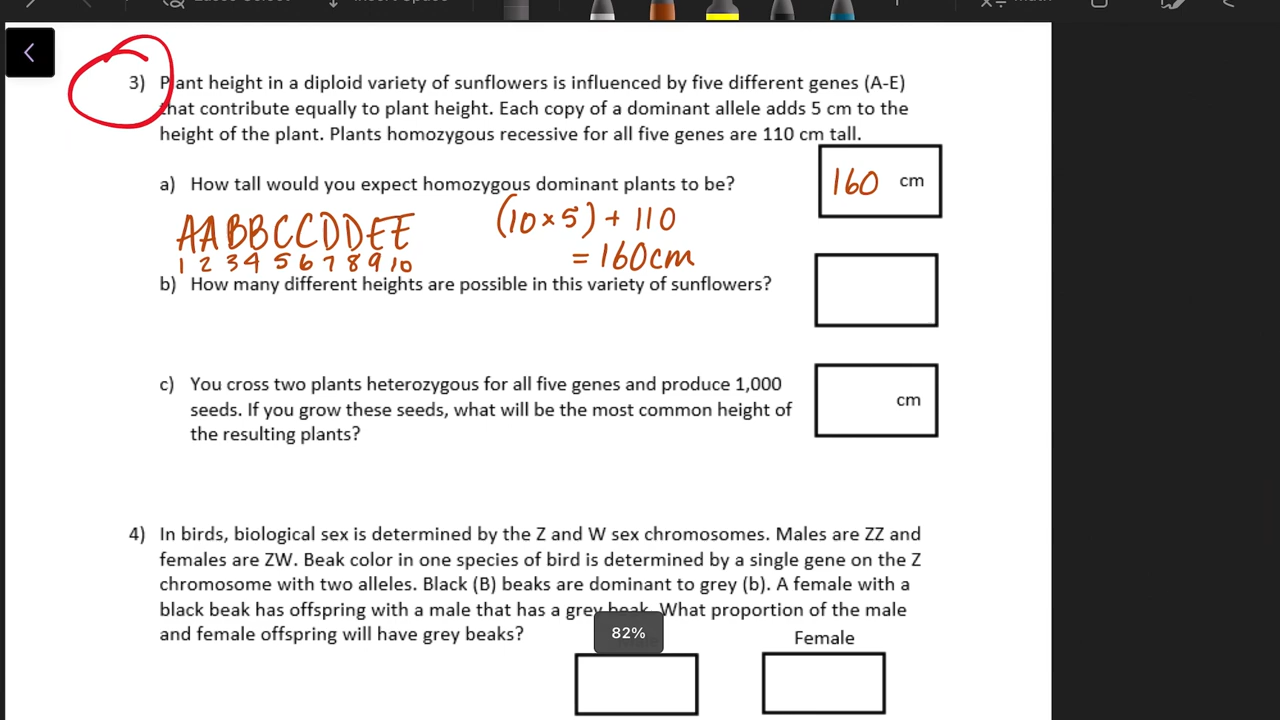 3) Plant height in a diploid variety of sunflowers is influenced by five different genes (A-E)
that contribute equally to plant height. Each copy of a dominant allele adds 5 cm to the
height of the plant. Plants homozygous recessive for all five genes are 110 cm tall.
a) How tall would you expect homozygous dominant plants to be?
160 cm
AABBCCDDEE
1 2 3 4 5 6 7 8 9 10
(10 x 5) + 110
= 160cm
b) How many different heights are possible in this variety of sunflowers?
c) You cross two plants heterozygous for all five genes and produce 1,000
seeds. If you grow these seeds, what will be the most common height of
the resulting plants?
cm
4) In birds, biological sex is determined by the Z and W sex chromosomes. Males are ZZ and
females are ZW. Beak color in one species of bird is determined by a single gene on the Z
chromosome with two alleles. Black (B) beaks are dominant to grey (b). A female with a
black beak has offspring with a male that has a grey beak. What proportion of the male
and female offspring will have grey beaks?
82%
Female